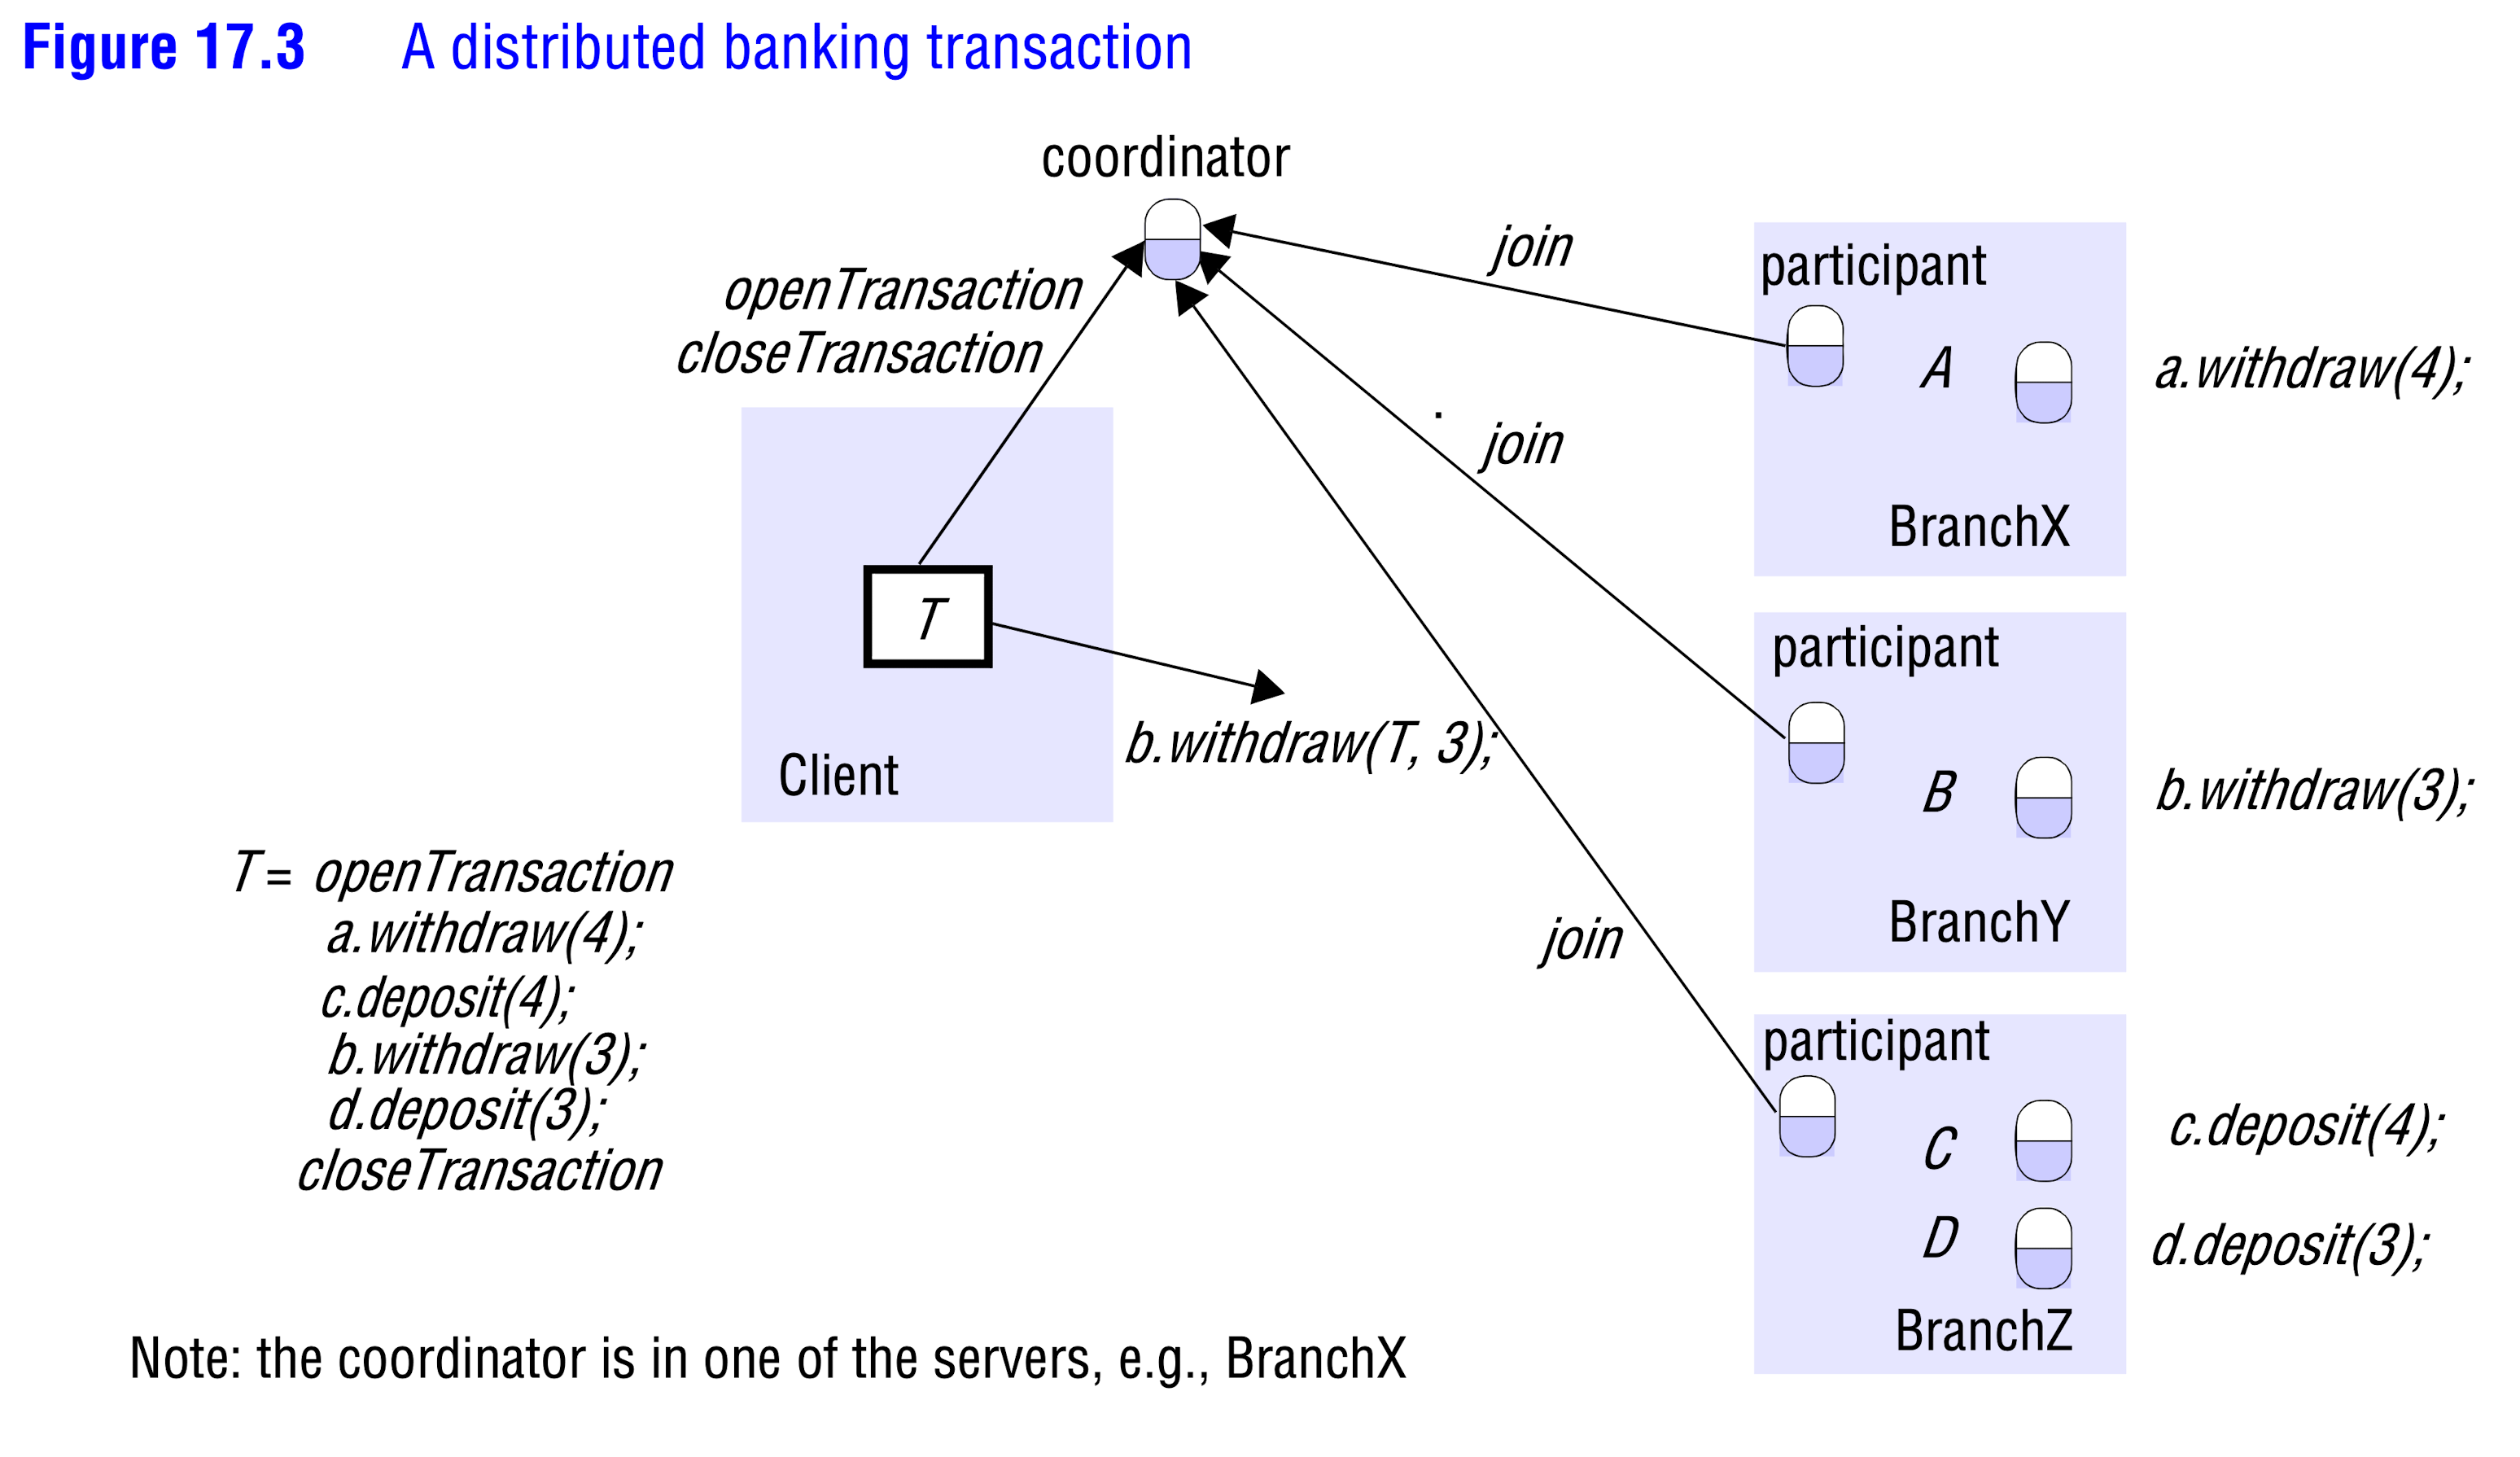 Figure 17.3 A distributed banking transaction
coordinator
join
openTransaction
closeTransaction
participant
A
a.withdraw(4);
BranchX
join
T
Client
b.withdraw(T, 3);
participant
B
b.withdraw(3);
BranchY
join
T = openTransaction
a.withdraw(4);
c.deposit(4);
b.withdraw(3);
d.deposit(3);
closeTransaction
participant
C
c.deposit(4);
D
d.deposit(3);
BranchZ
Note: the coordinator is in one of the servers, e.g., BranchX